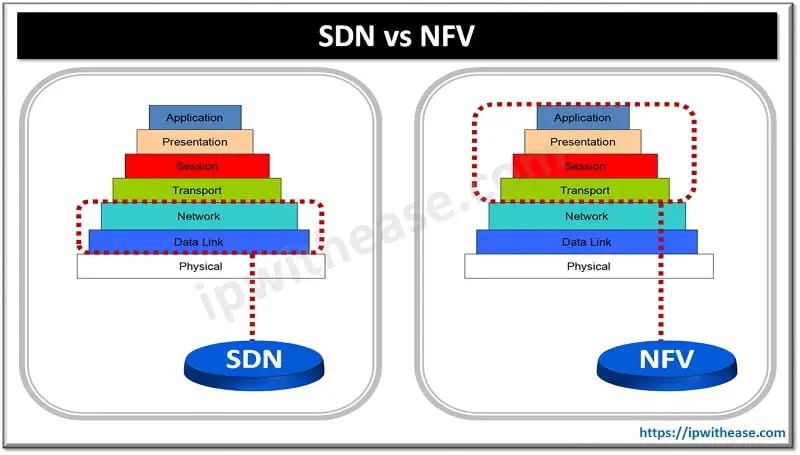 SDN vs NFV
Application
Presentation
Session
Transport
Network
Data Link
Physical
SDN
Application
Presentation
Session
Transport
Network
Data Link
Physical
NFV
ipwithease.com
https://ipwithease.com